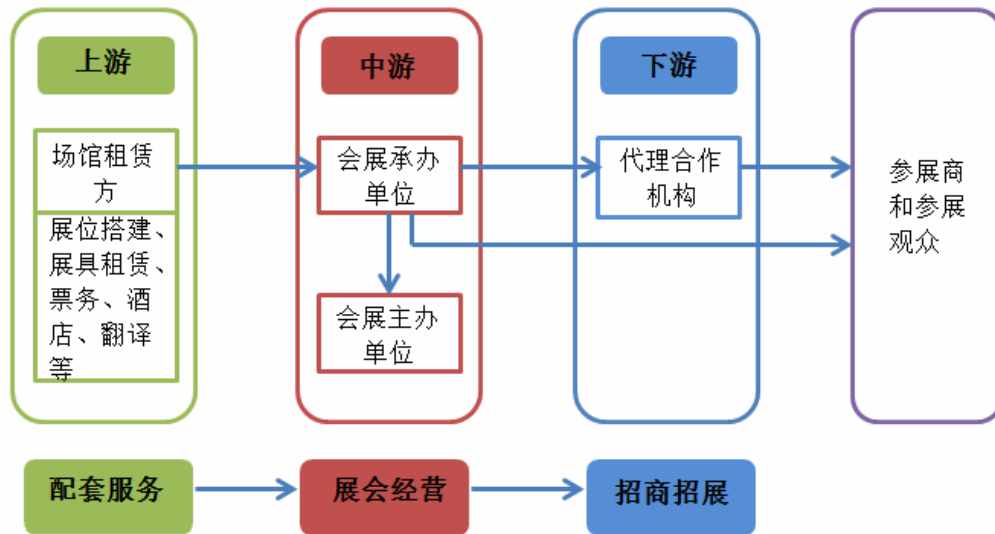 上游
中游
下游
场馆租赁
方
展位搭建、
展具租赁、
票务、酒
店、翻译
等
会展承办
单位
会展主办
单位
代理合作
机构
参展商
和参展
观众
配套服务
展会经营
招商招展